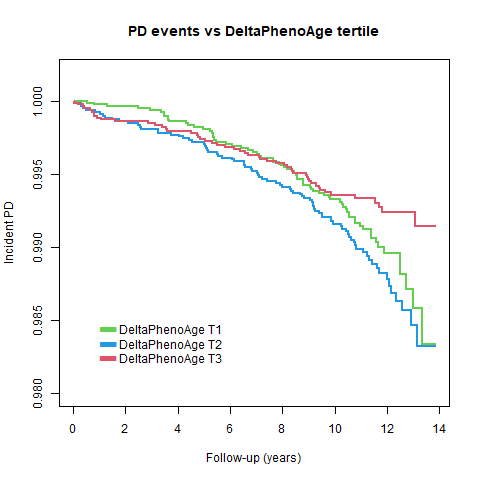 PD events vs DeltaPhenoAge tertile
Incident PD
1.000
0.995
0.990
0.985
0.980
DeltaPhenoAge T1
DeltaPhenoAge T2
DeltaPhenoAge T3
0 2 4 6 8 10 12 14
Follow-up (years)